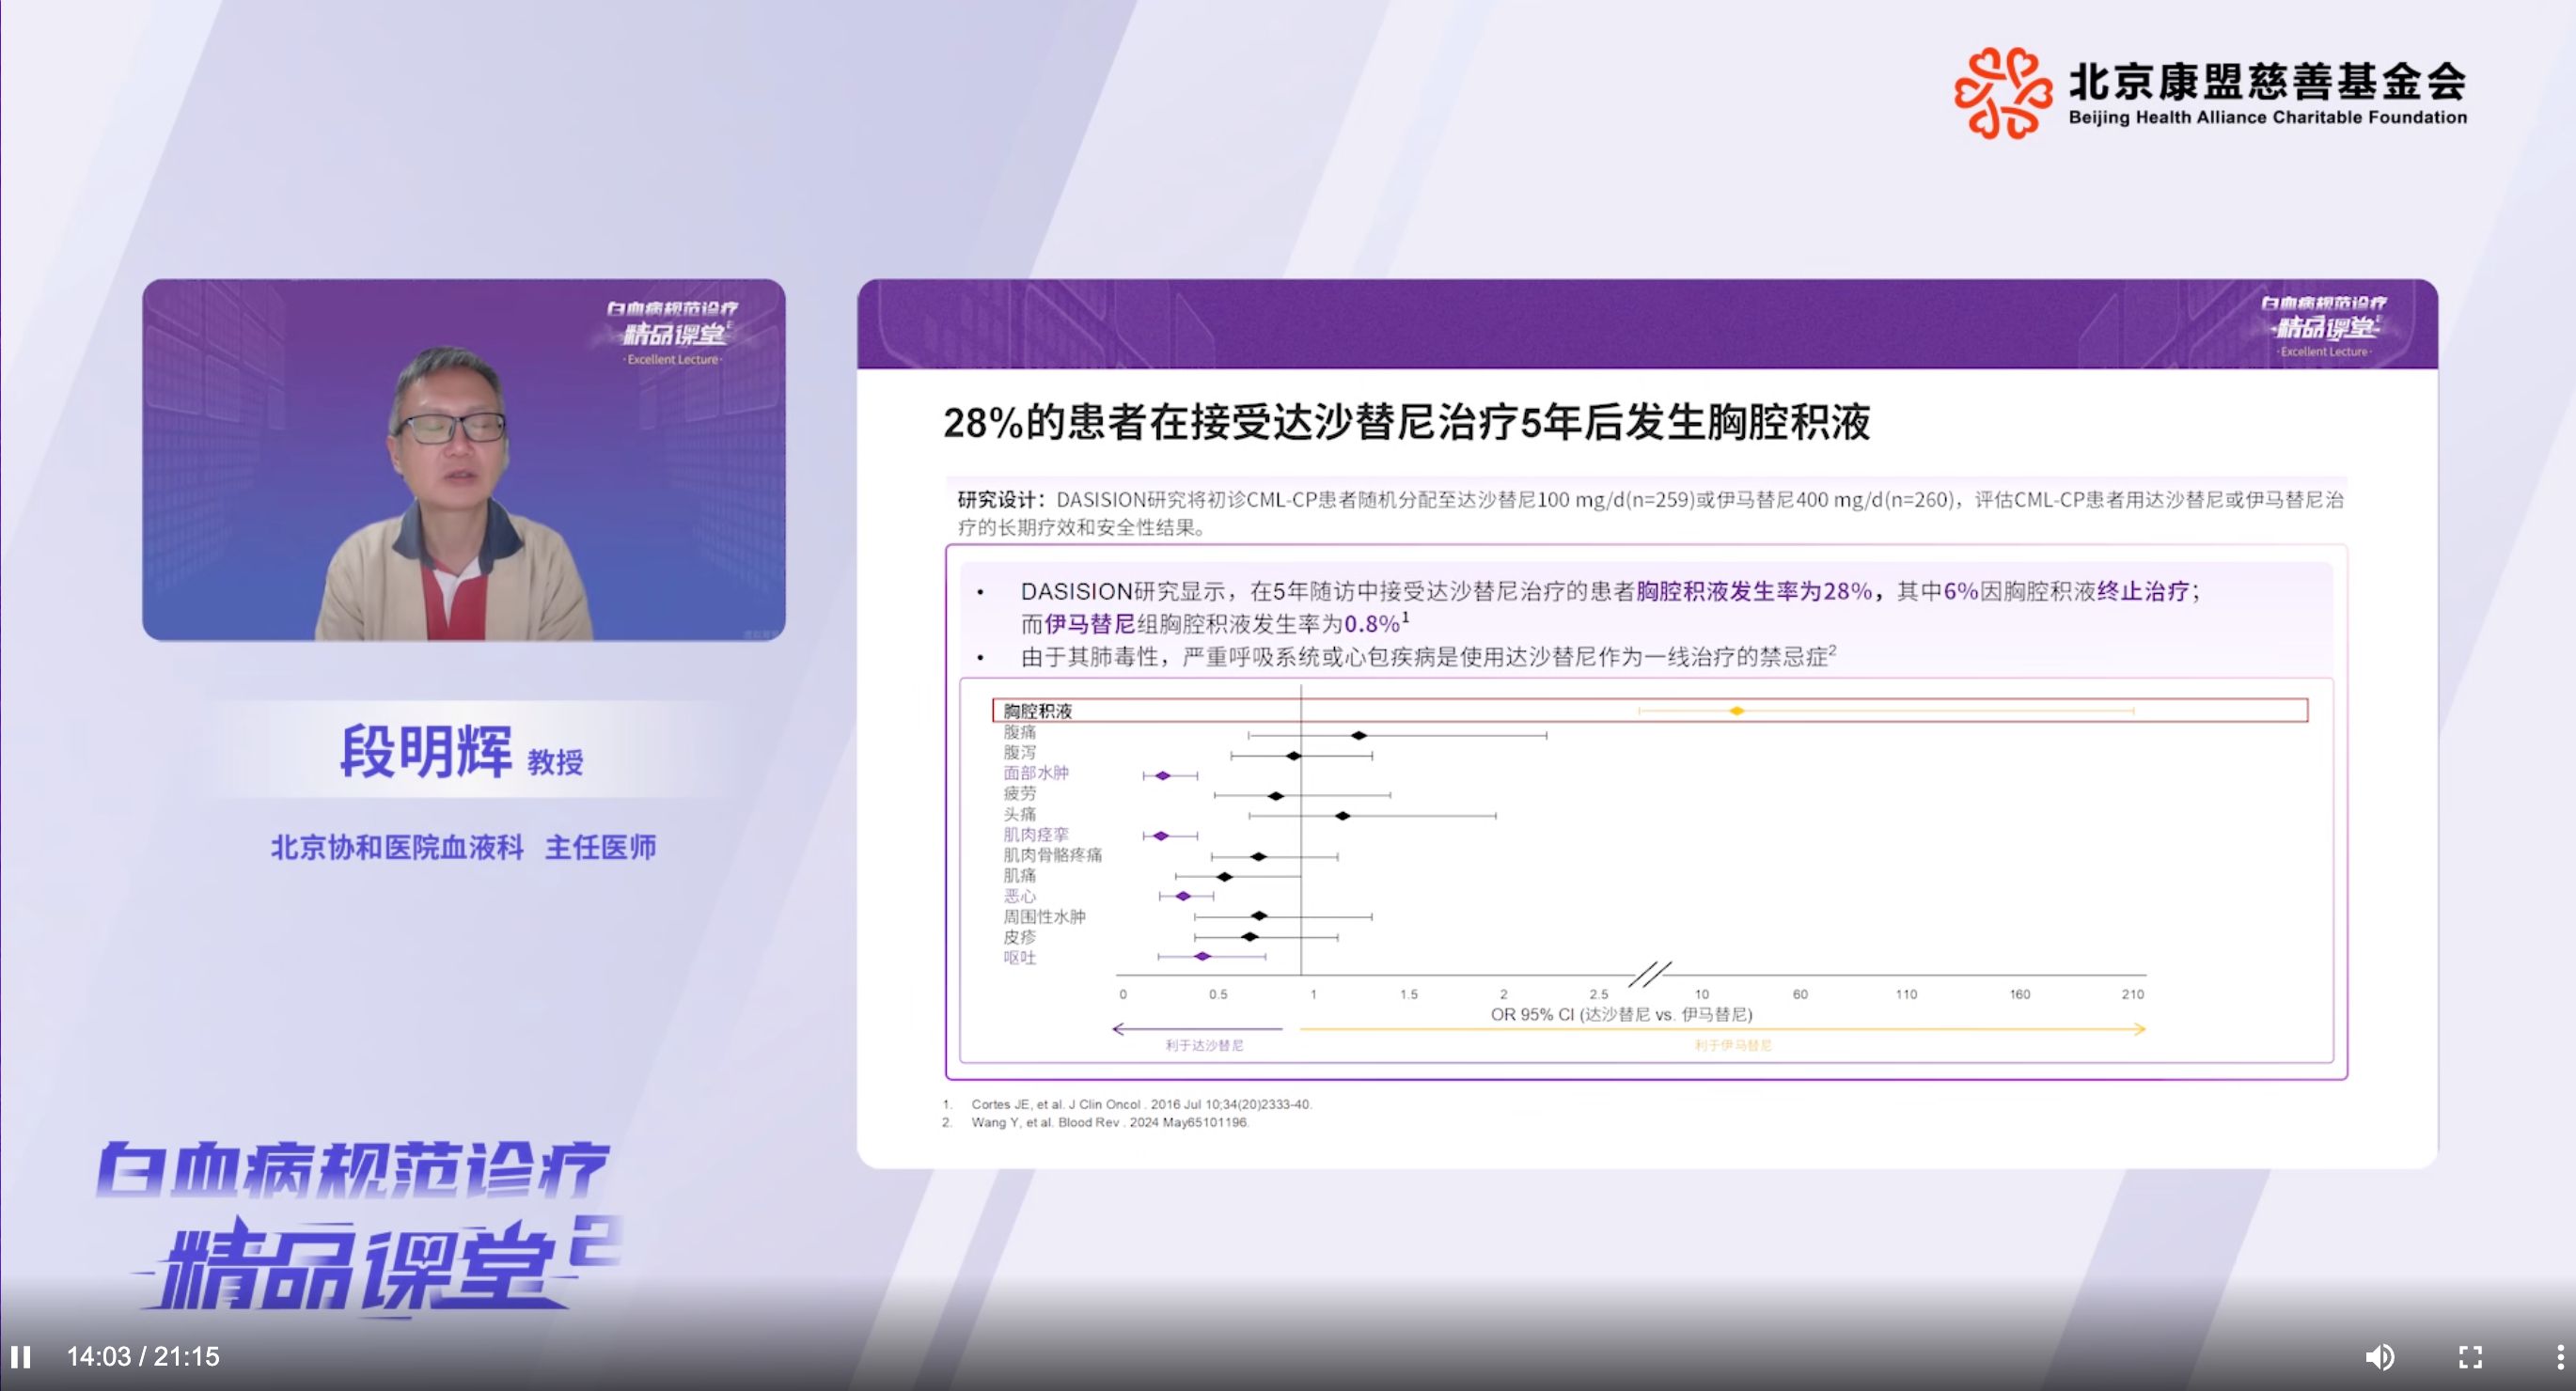 北京康盟慈善基金会
Beijing Health Alliance Charitable Foundation
白血病规范诊疗
精品课堂2
·Excellent Lecture·
段明辉 教授
北京协和医院血液科 主任医师
白血病规范诊疗
精品课堂2
白血病规范诊疗
精品课堂2
·Excellent Lecture·
28%的患者在接受达沙替尼治疗5年后发生胸腔积液
研究设计：DASISION研究将初诊CML-CP患者随机分配至达沙替尼100 mg/d(n=259)或伊马替尼400 mg/d(n=260)，评估CML-CP患者用达沙替尼或伊马替尼治
疗的长期疗效和安全性结果。
• DASISION研究显示，在5年随访中接受达沙替尼治疗的患者胸腔积液发生率为28%，其中6%因胸腔积液终止治疗；
而伊马替尼组胸腔积液发生率为0.8%1
• 由于其肺毒性，严重呼吸系统或心包疾病是使用达沙替尼作为一线治疗的禁忌症2
胸腔积液
腹痛
腹泻
面部水肿
疲劳
头痛
肌肉痉挛
肌肉骨骼疼痛
肌痛
恶心
周围性水肿
皮疹
呕吐
0 0.5 1 1.5 2 2.5 10 60 110 160 210
OR 95% CI (达沙替尼 vs. 伊马替尼)
利于达沙替尼 利于伊马替尼
1. Cortes JE, et al. J Clin Oncol . 2016 Jul 10;34(20)2333-40.
2. Wang Y, et al. Blood Rev . 2024 May65101196.
14:03 / 21:15